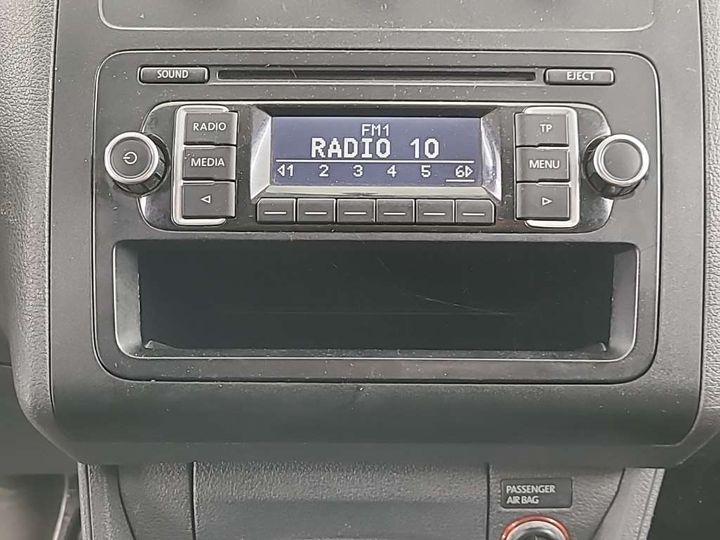 SOUND
EJECT
RADIO
MEDIA
FM1
RADIO 10
1 2 3 4 5 6
TP
MENU
PASSENGER
AIR BAG